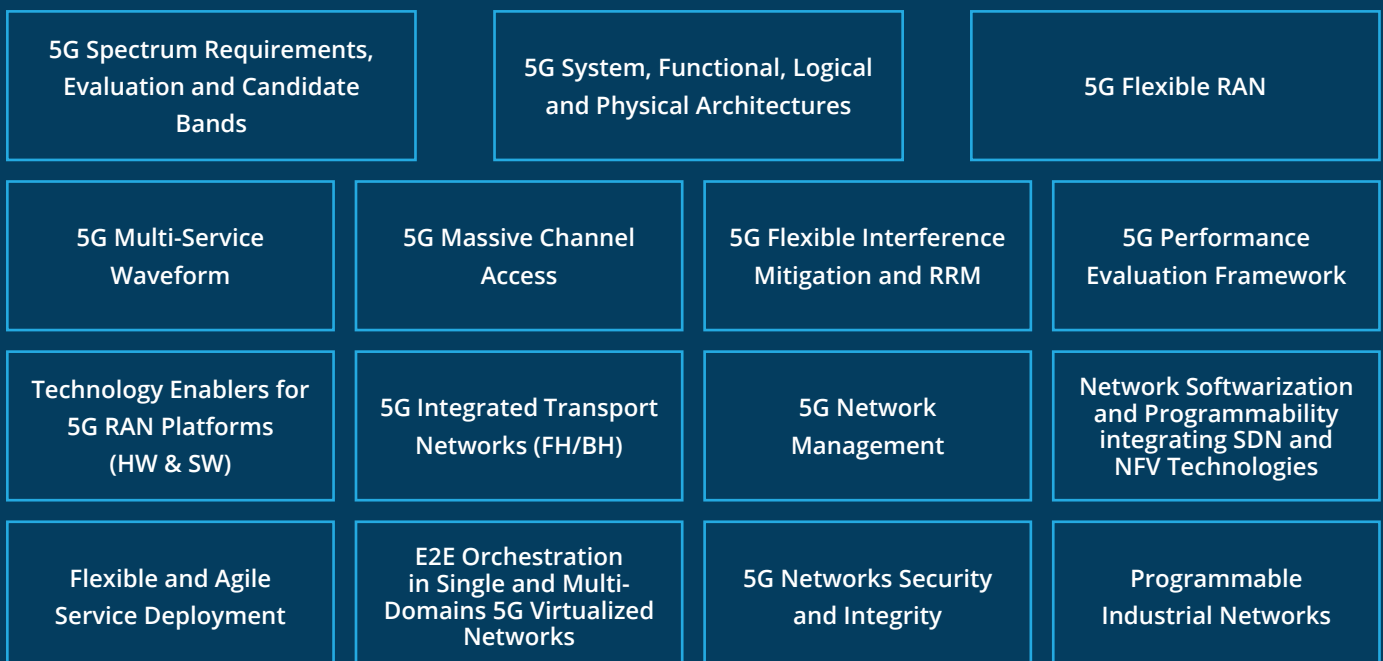 5G Spectrum Requirements,
Evaluation and Candidate
Bands
5G System, Functional, Logical
and Physical Architectures
5G Flexible RAN
5G Multi-Service
Waveform
5G Massive Channel
Access
5G Flexible Interference
Mitigation and RRM
5G Performance
Evaluation Framework
Technology Enablers for
5G RAN Platforms
(HW & SW)
5G Integrated Transport
Networks (FH/BH)
5G Network
Management
Network Softwarization
and Programmability
integrating SDN and
NFV Technologies
Flexible and Agile
Service Deployment
E2E Orchestration
in Single and Multi-
Domains 5G Virtualized
Networks
5G Networks Security
and Integrity
Programmable
Industrial Networks